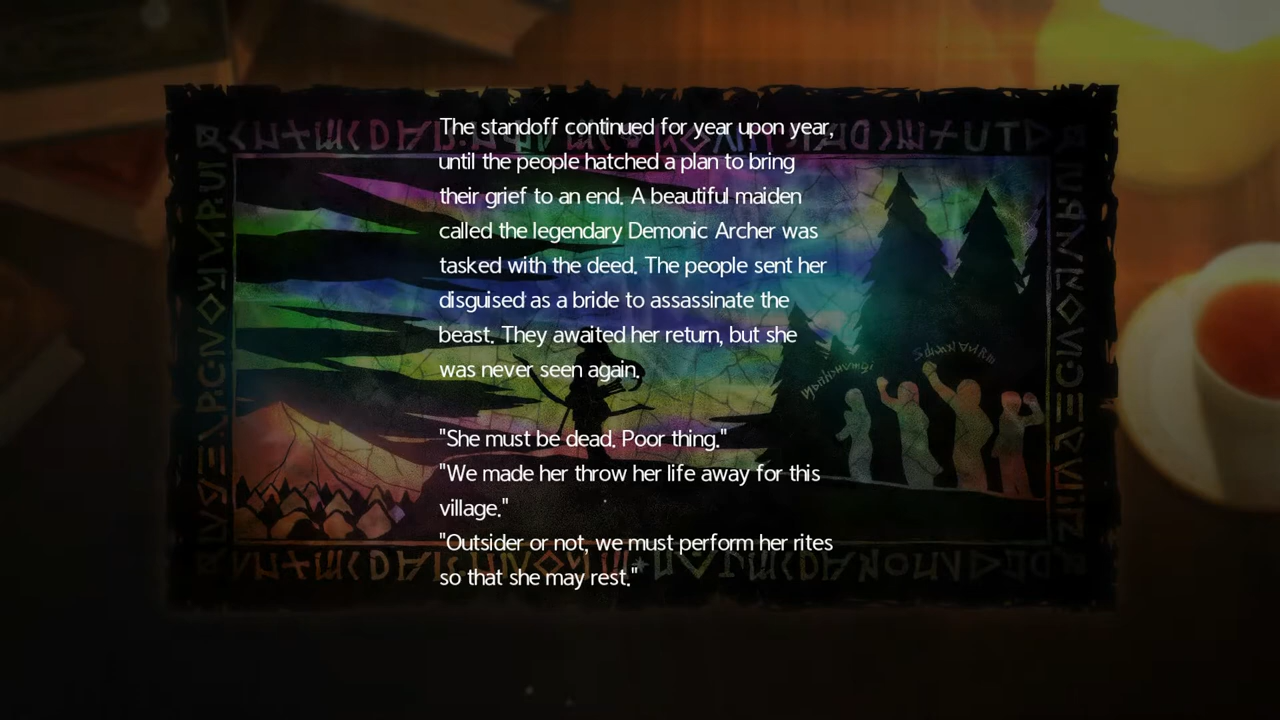 The standoff continued for year upon year,
until the people hatched a plan to bring
their grief to an end. A beautiful maiden
called the legendary Demonic Archer was
tasked with the deed. The people sent her
disguised as a bride to assassinate the
beast. They awaited her return, but she
was never seen again.
"She must be dead. Poor thing."
"We made her throw her life away for this
village."
"Outsider or not, we must perform her rites
so that she may rest."